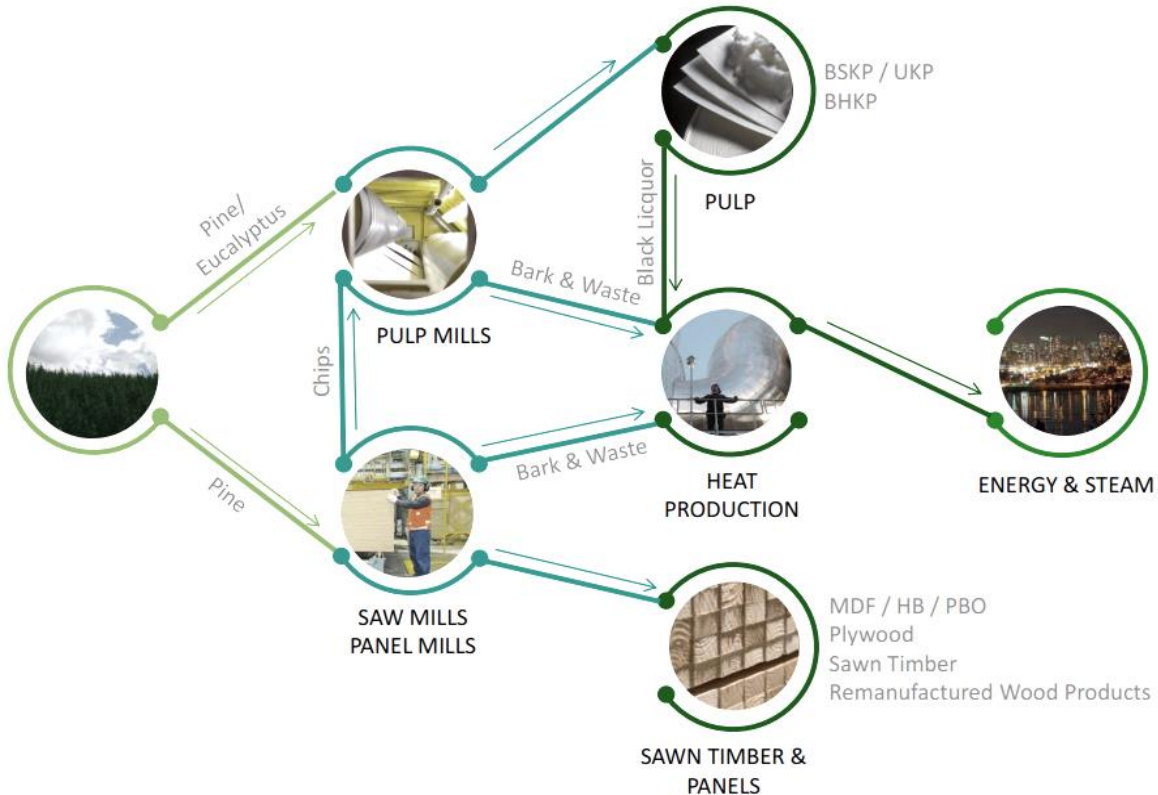 BSKP / UKP
BHKP
PULP
Pine/
Eucalyptus
Black Licquor
Bark & Waste
PULP MILLS
Chips
HEAT
PRODUCTION
ENERGY & STEAM
Bark & Waste
Pine
SAW MILLS
PANEL MILLS
MDF / HB / PBO
Plywood
Sawn Timber
Remanufactured Wood Products
SAWN TIMBER &
PANELS